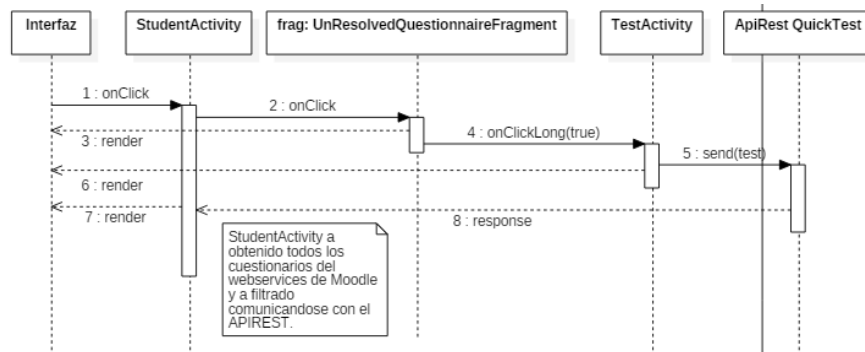 Interfaz
StudentActivity
frag: UnResolvedQuestionnaireFragment
TestActivity
ApiRest QuickTest
1 : onClick
2 : onClick
3 : render
4 : onClickLong(true)
5 : send(test)
6 : render
7 : render
8 : response
StudentActivity a
obtenido todos los
cuestionarios del
webservices de Moodle
y a filtrado
comunicandose con el
APIREST.